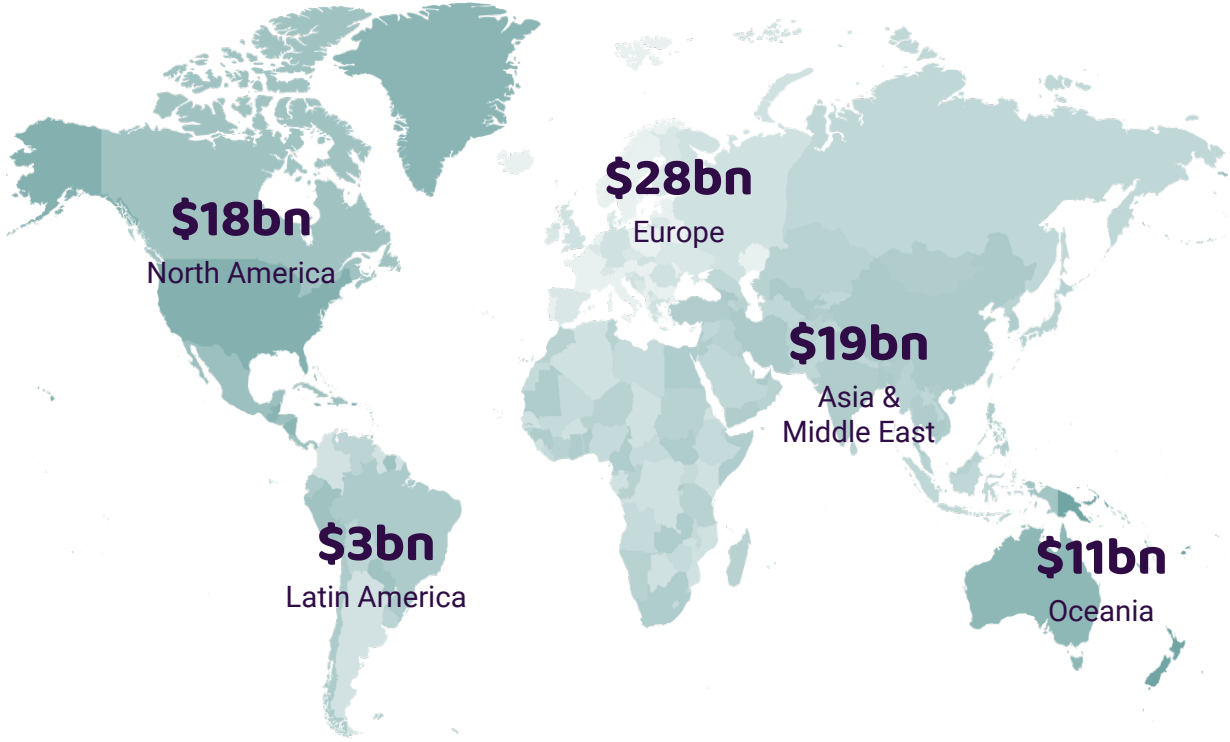 $18bn
North America
$28bn
Europe
$19bn
Asia &
Middle East
$3bn
Latin America
$11bn
Oceania